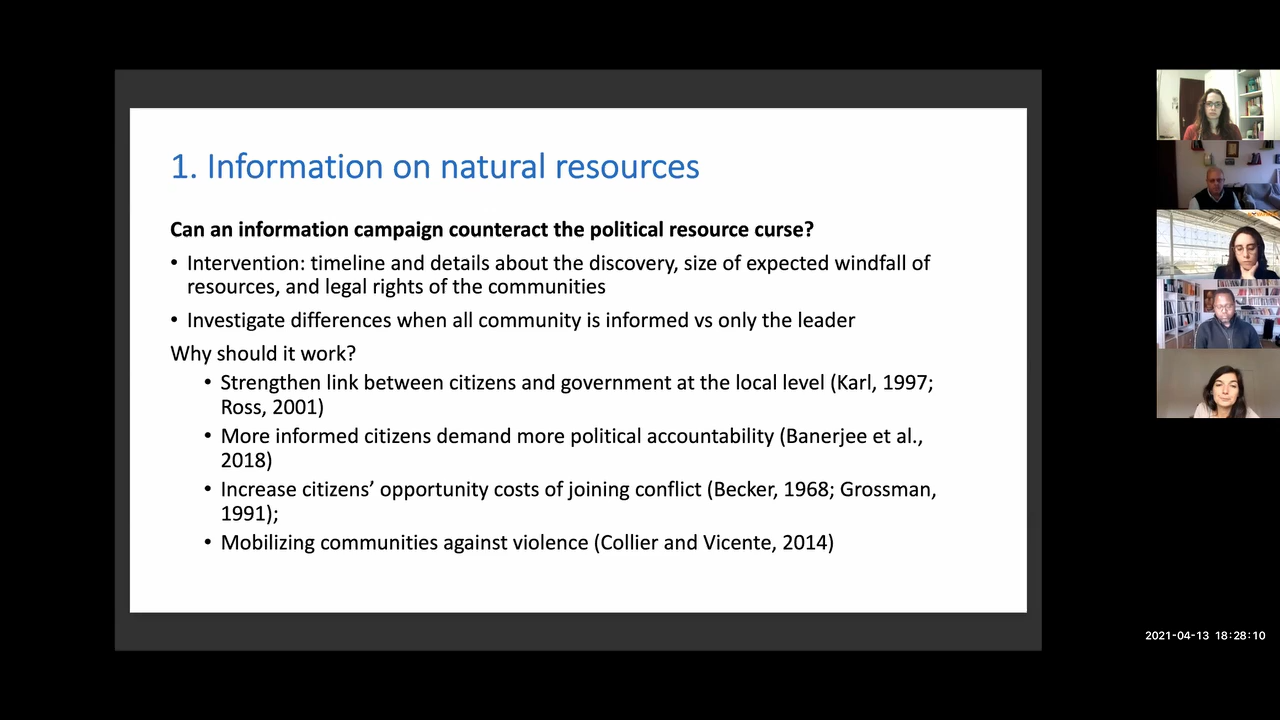 1. Information on natural resources
Can an information campaign counteract the political resource curse?
• Intervention: timeline and details about the discovery, size of expected windfall of
resources, and legal rights of the communities
• Investigate differences when all community is informed vs only the leader
Why should it work?
• Strengthen link between citizens and government at the local level (Karl, 1997;
Ross, 2001)
• More informed citizens demand more political accountability (Banerjee et al.,
2018)
• Increase citizens’ opportunity costs of joining conflict (Becker, 1968; Grossman,
1991);
• Mobilizing communities against violence (Collier and Vicente, 2014)
2021-04-13 18:28:10